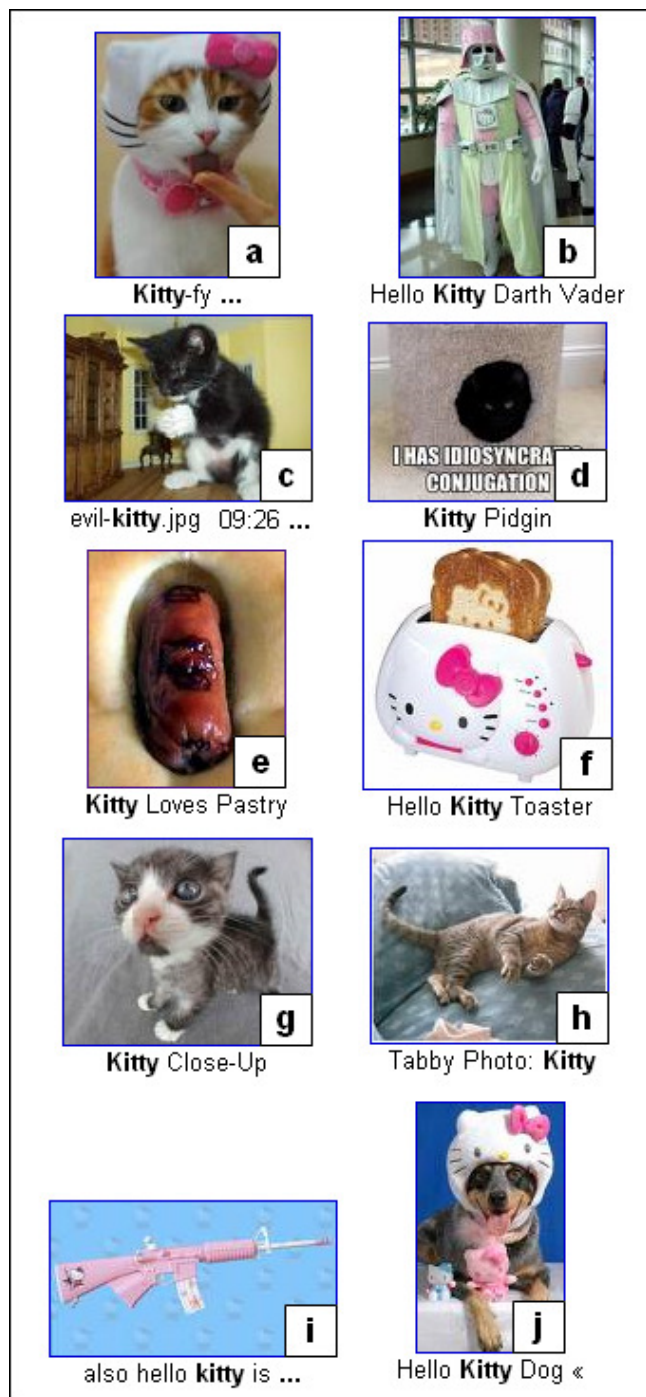 a
b
Kitty-fy ...
Hello Kitty Darth Vader
I HAS IDIOSYNCRATIC
CONJUGATION
c
d
evil-kitty.jpg 09:26 ...
Kitty Pidgin
e
f
Kitty Loves Pastry
Hello Kitty Toaster
g
h
Kitty Close-Up
Tabby Photo: Kitty
i
j
also hello kitty is ...
Hello Kitty Dog «